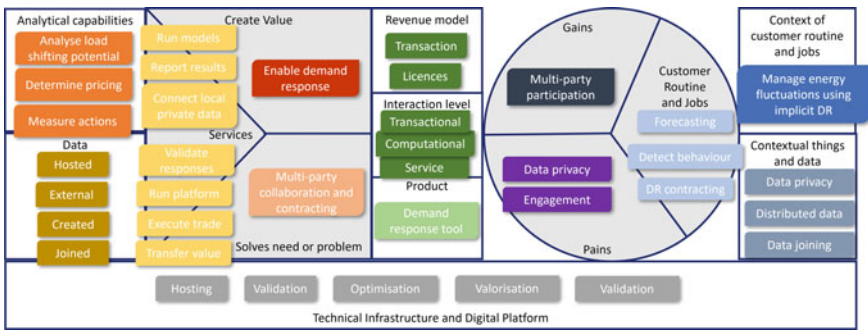 Analytical capabilities
Analyse load
shifting potential
Determine pricing
Measure actions
Data
Hosted
External
Created
Joined
Create Value
Run models
Report results
Connect local
private data
Services
Validate
responses
Run platform
Execute trade
Transfer value
Enable demand
response
Multi-party
collaboration and
contracting
Solves need or problem
Revenue model
Transaction
Licences
Interaction level
Transactional
Computational
Service
Product
Demand
response tool
Gains
Multi-party
participation
Data privacy
Engagement
Pains
Customer
Routine
and Jobs
Forecasting
Detect behaviour
DR contracting
Context of
customer routine
and jobs
Manage energy
fluctuations using
implicit DR
Contextual things
and data
Data privacy
Distributed data
Data joining
Hosting
Validation
Optimisation
Valorisation
Validation
Technical Infrastructure and Digital Platform